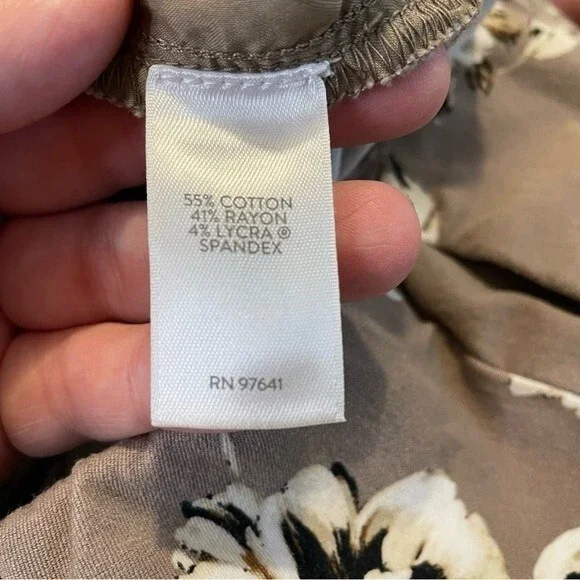 55% COTTON
41% RAYON
4% LYCRA ®
SPANDEX
RN 97641